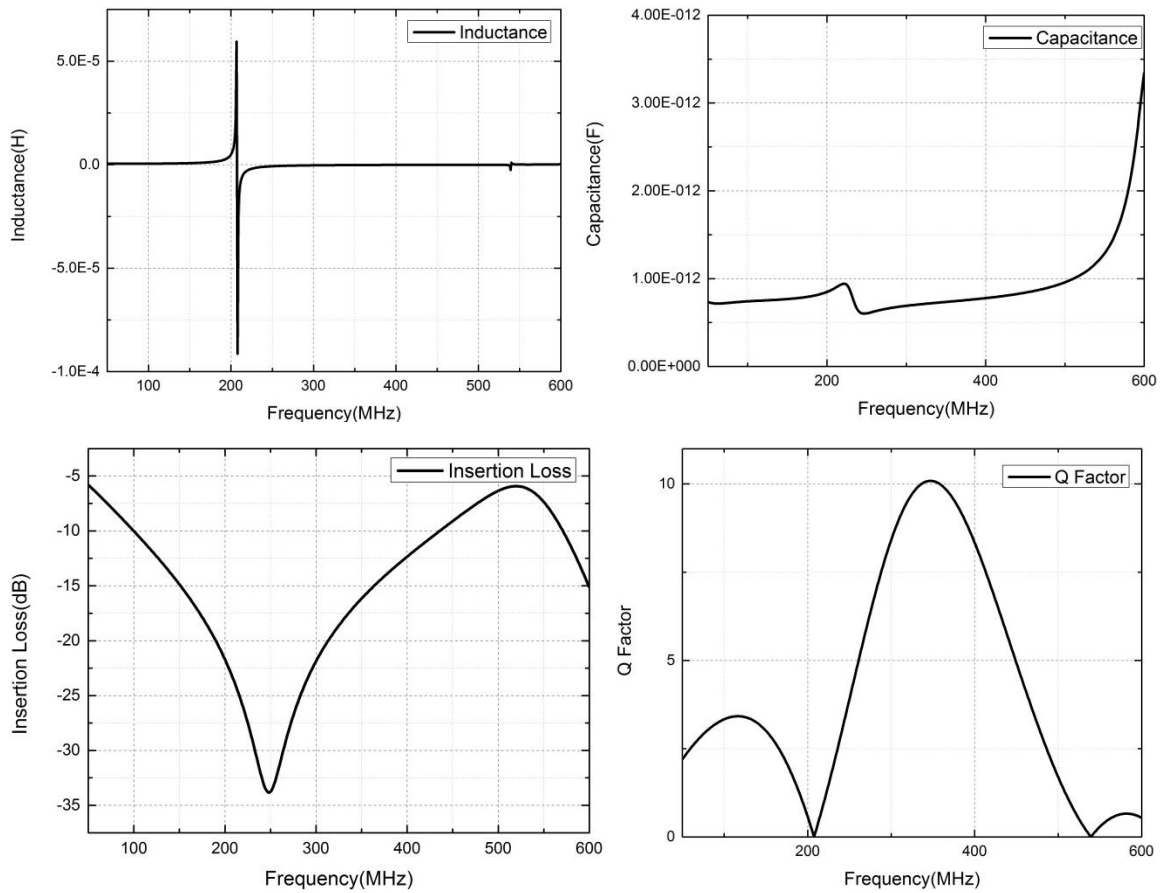 Inductance
5.0E-5
0.0
-5.0E-5
-1.0E-4
Inductance(H)
100 200 300 400 500 600
Frequency(MHz)
Capacitance
4.00E-012
3.00E-012
2.00E-012
1.00E-012
0.00E+000
Capacitance(F)
200 400 600
Frequency(MHz)
Insertion Loss
-5
-10
-15
-20
-25
-30
-35
Insertion Loss(dB)
100 200 300 400 500 600
Frequency(MHz)
Q Factor
10
5
0
Q Factor
200 400 600
Frequency(MHz)